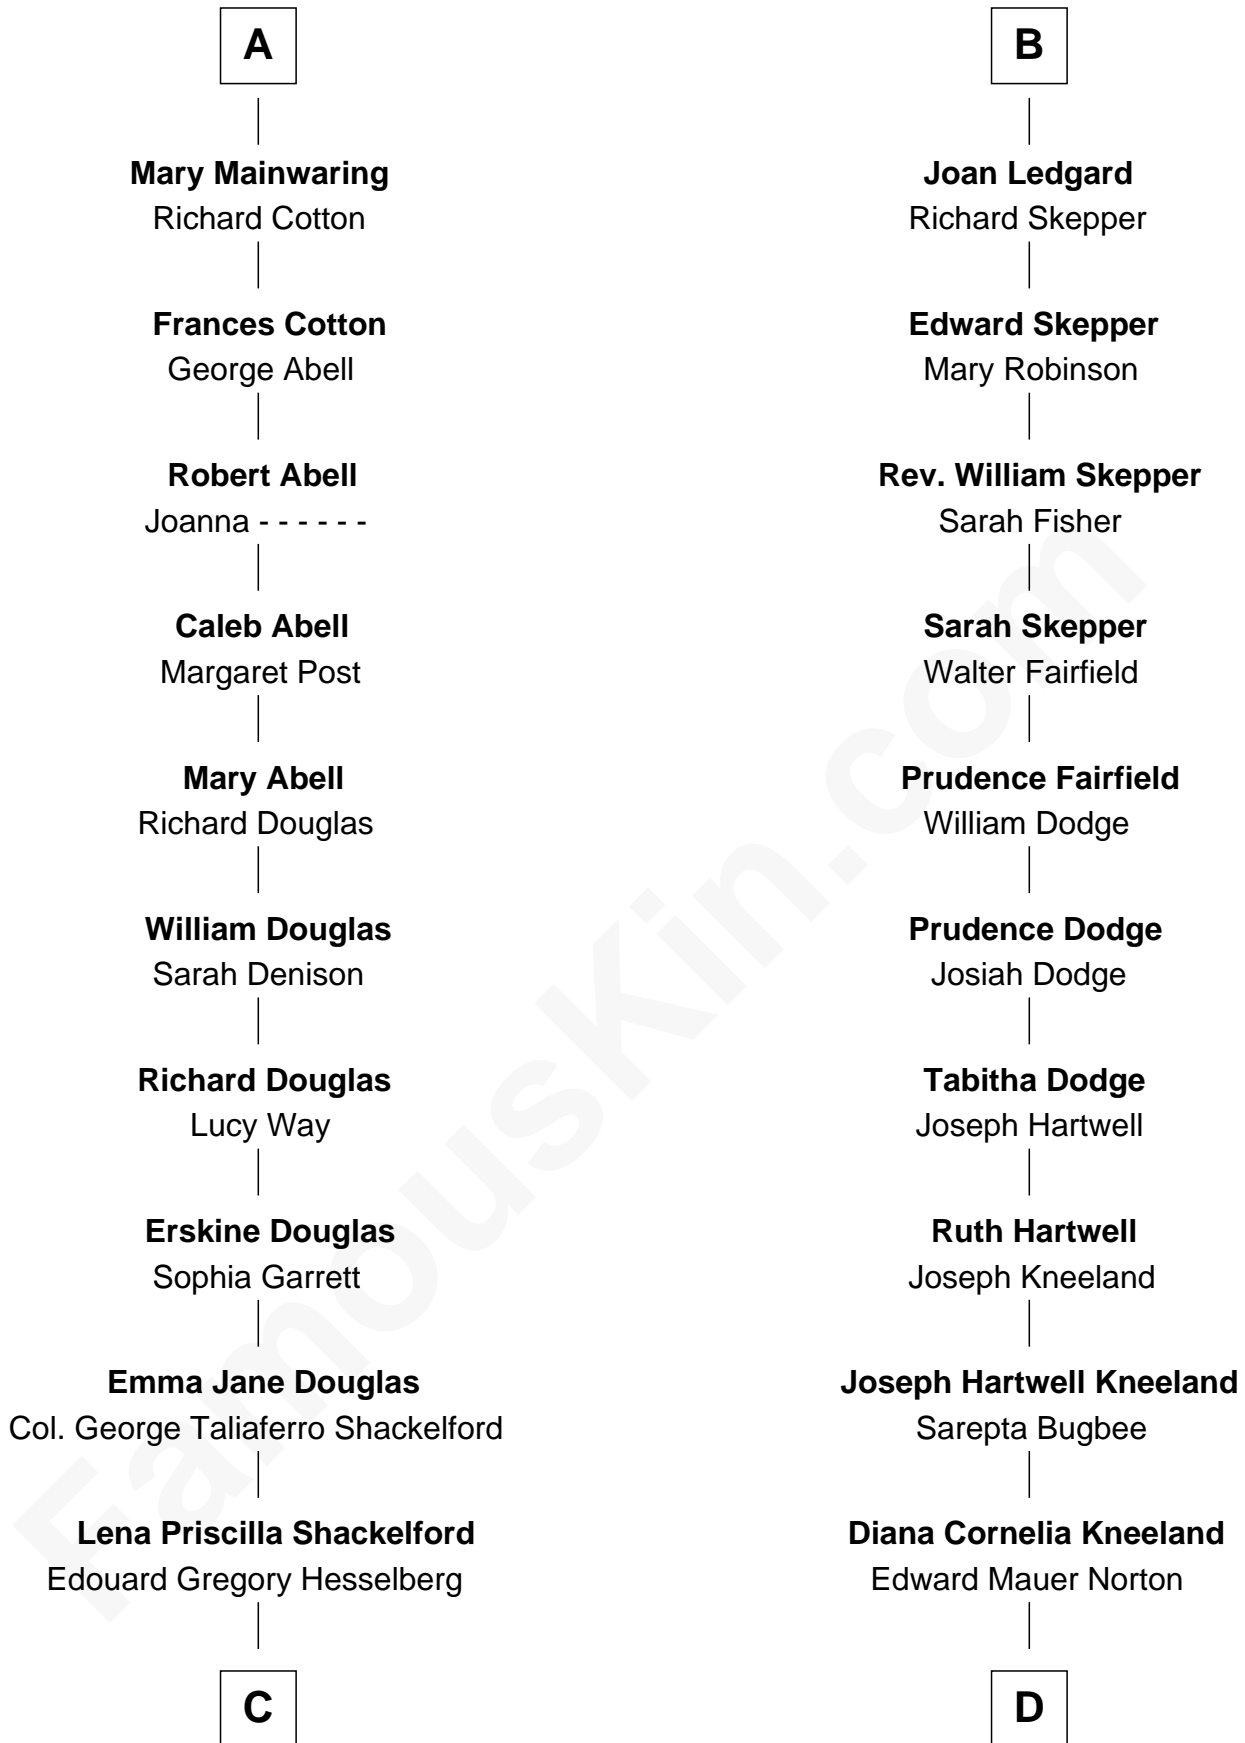 A
Mary Mainwaring
Richard Cotton
Frances Cotton
George Abell
Robert Abell
Joanna - - - - - -
Caleb Abell
Margaret Post
Mary Abell
Richard Douglas
William Douglas
Sarah Denison
Richard Douglas
Lucy Way
Erskine Douglas
Sophia Garrett
Emma Jane Douglas
Col. George Taliaferro Shackelford
Lena Priscilla Shackelford
Edouard Gregory Hesselberg
C
B
Joan Ledgard
Richard Skepper
Edward Skepper
Mary Robinson
Rev. William Skepper
Sarah Fisher
Sarah Skepper
Walter Fairfield
Prudence Fairfield
William Dodge
Prudence Dodge
Josiah Dodge
Tabitha Dodge
Joseph Hartwell
Ruth Hartwell
Joseph Kneeland
Joseph Hartwell Kneeland
Sarepta Bugbee
Diana Cornelia Kneeland
Edward Mauer Norton
D
FamousKin.com